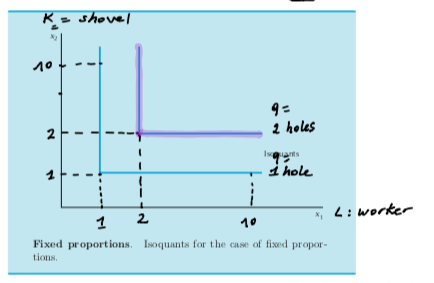 K = shovel
x₂
10
q =
2
2 holes
Isoquants
q =
1
1 hole
1 2 10 x₁ L : worker
Fixed proportions. Isoquants for the case of fixed propor-
tions.